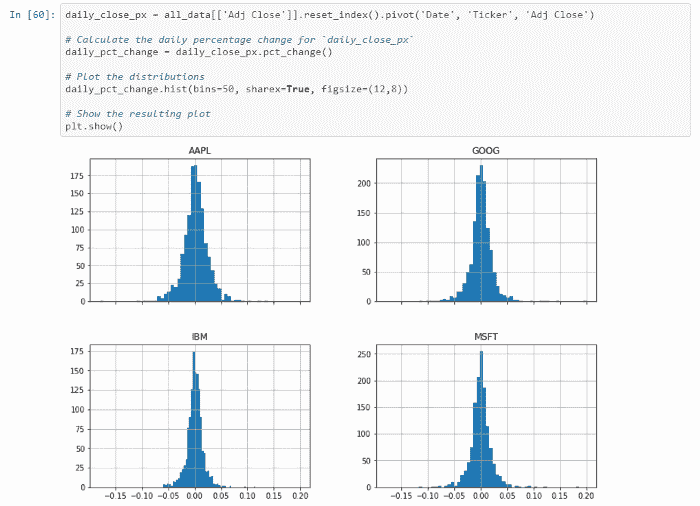 In [60]: daily_close_px = all_data[['Adj Close']].reset_index().pivot('Date', 'Ticker', 'Adj Close')
# Calculate the daily percentage change for `daily_close_px`
daily_pct_change = daily_close_px.pct_change()
# Plot the distributions
daily_pct_change.hist(bins=50, sharex=True, figsize=(12,8))
# Show the resulting plot
plt.show()
AAPL
175
150
125
100
75
50
25
0
GOOG
200
150
100
50
0
IBM
175
150
125
100
75
50
25
0
-0.15 -0.10 -0.05 0.00 0.05 0.10 0.15 0.20
MSFT
250
200
150
100
50
0
-0.15 -0.10 -0.05 0.00 0.05 0.10 0.15 0.20